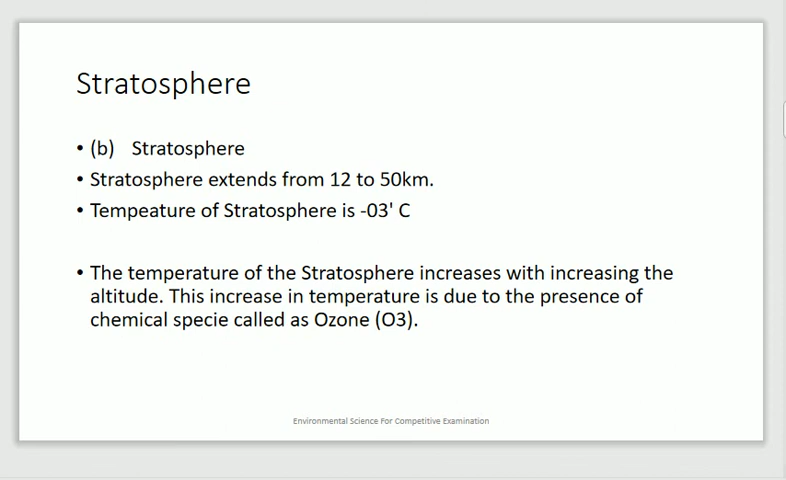 Stratosphere
• (b) Stratosphere
• Stratosphere extends from 12 to 50km.
• Tempeature of Stratosphere is -03' C
• The temperature of the Stratosphere increases with increasing the
altitude. This increase in temperature is due to the presence of
chemical specie called as Ozone (O3).
Environmental Science For Competitive Examination